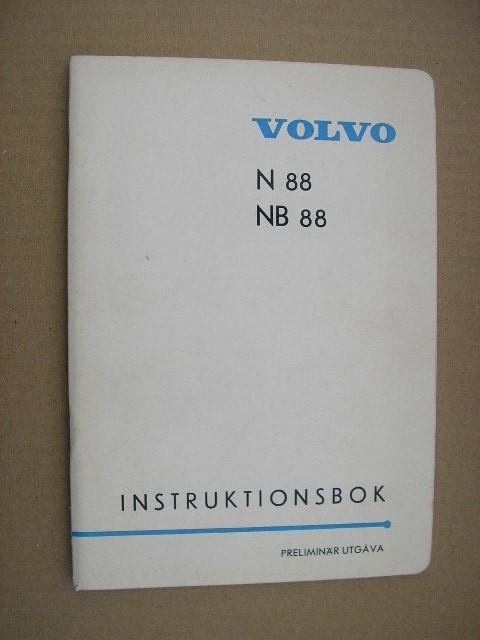 VOLVO
N 88
NB 88
INSTRUKTIONSBOK
PRELIMINÄR UTGÅVA